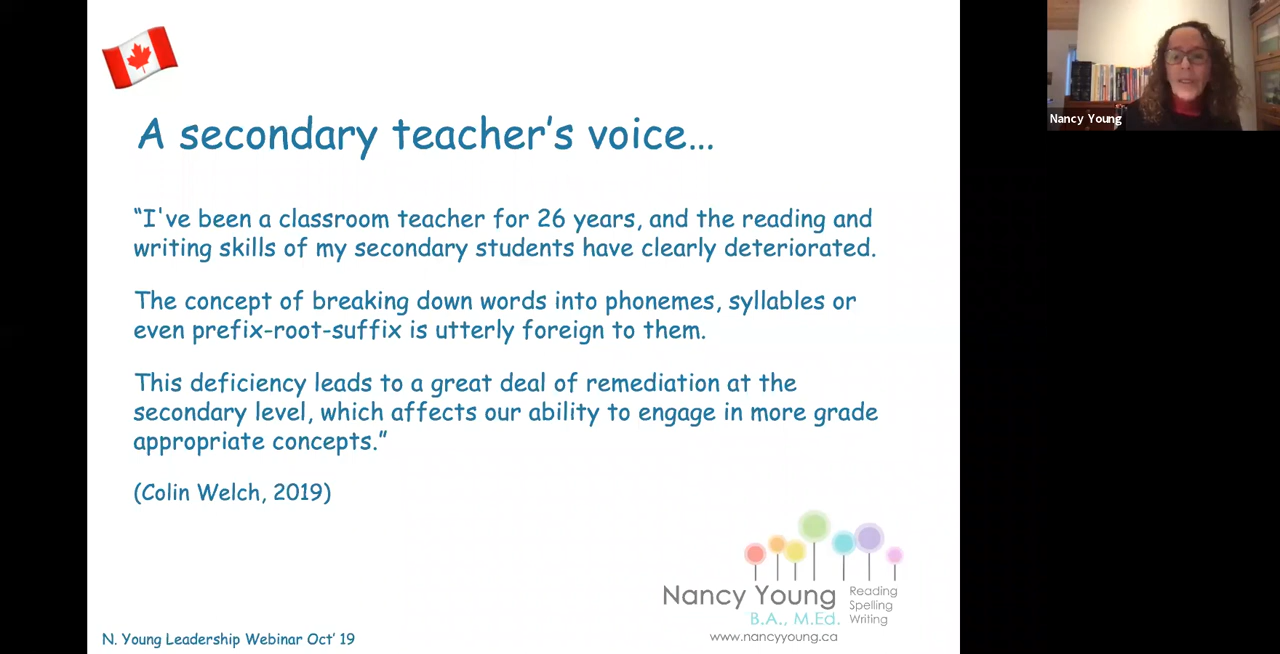 A secondary teacher’s voice…
“I've been a classroom teacher for 26 years, and the reading and
writing skills of my secondary students have clearly deteriorated.
The concept of breaking down words into phonemes, syllables or
even prefix-root-suffix is utterly foreign to them.
This deficiency leads to a great deal of remediation at the
secondary level, which affects our ability to engage in more grade
appropriate concepts.”
(Colin Welch, 2019)
Nancy Young
B.A., M.Ed.
Reading
Spelling
Writing
www.nancyyoung.ca
N. Young Leadership Webinar Oct’ 19
Nancy Young